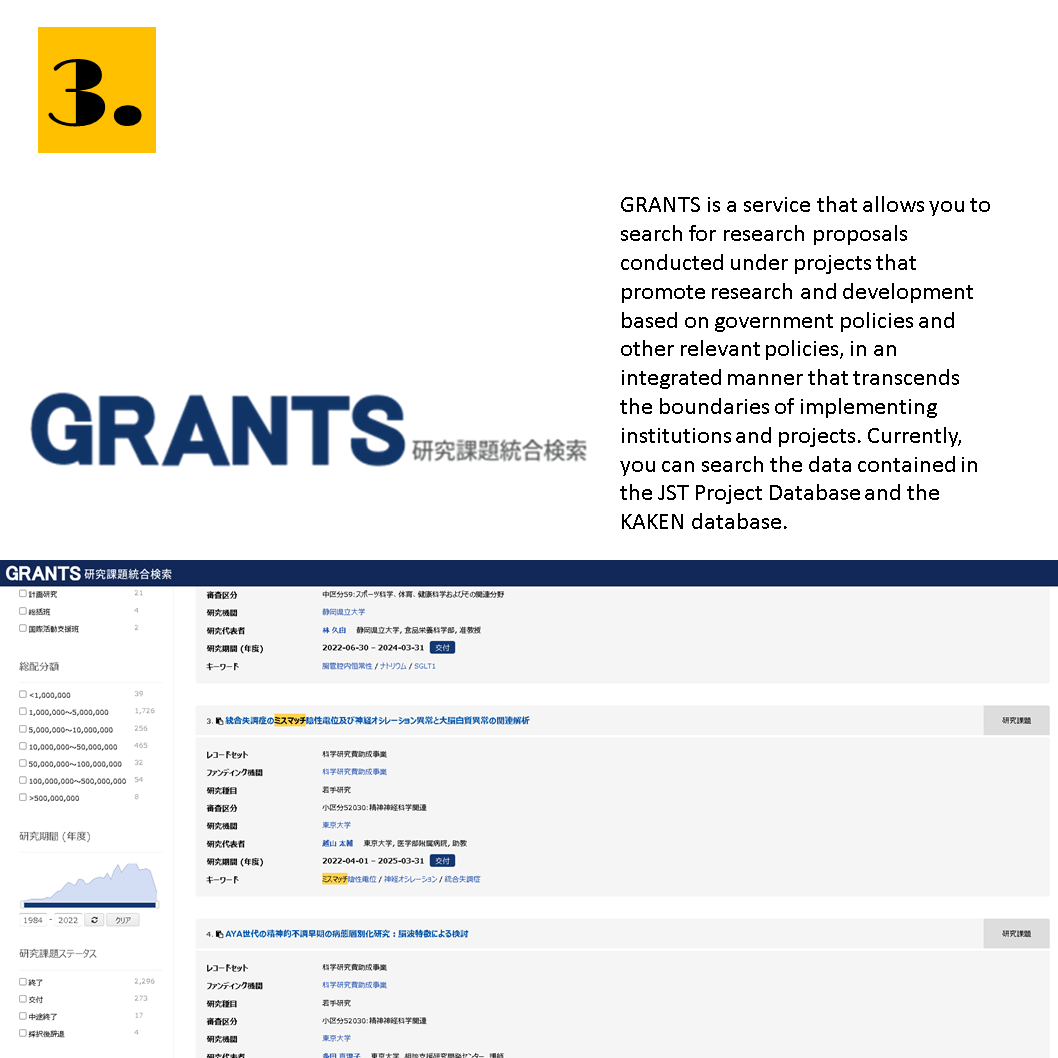 3.
GRANTS is a service that allows you to
search for research proposals
conducted under projects that
promote research and development
based on government policies and
other relevant policies, in an
integrated manner that transcends
the boundaries of implementing
institutions and projects. Currently,
you can search the data contained in
the JST Project Database and the
KAKEN database.
GRANTS 研究課題統合検索
GRANTS 研究課題統合検索
計画研究 21
総括班 4
国際活動支援班 2
総配分額
<1,000,000 39
1,000,000～5,000,000 1,726
5,000,000～10,000,000 256
10,000,000～50,000,000 465
50,000,000～100,000,000 32
100,000,000～500,000,000 54
>500,000,000 8
研究期間 (年度)
1984 - 2022 クリア
研究課題ステータス
終了 2,296
交付 273
中途終了 17
採択後辞退 4
審査区分 中区分59:スポーツ科学、体育、健康科学およびその関連分野
研究機関 静岡県立大学
研究代表者 林 久由 静岡県立大学, 食品栄養科学部, 准教授
研究期間 (年度) 2022-06-30 – 2024-03-31 交付
キーワード 腸管腔内恒常性 / ナトリウム / SGLT1
3. 統合失調症のミスマッチ陰性電位及び神経オシレーション異常と大脳白質異常の関連解析 研究課題
レコードセット 科学研究費助成事業
ファンディング機関 科学研究費助成事業
研究種目 若手研究
審査区分 小区分52030:精神神経科学関連
研究機関 東京大学
研究代表者 越山 太輔 東京大学, 医学部附属病院, 助教
研究期間 (年度) 2022-04-01 – 2025-03-31 交付
キーワード ミスマッチ陰性電位 / 神経オシレーション / 統合失調症
4. AYA世代の精神的不調早期の病態層別化研究：脳波特徴による検討 研究課題
レコードセット 科学研究費助成事業
ファンディング機関 科学研究費助成事業
研究種目 若手研究
審査区分 小区分52030:精神神経科学関連
研究機関 東京大学
研究代表者 東京大学, 相談支援研究開発センター, 講師